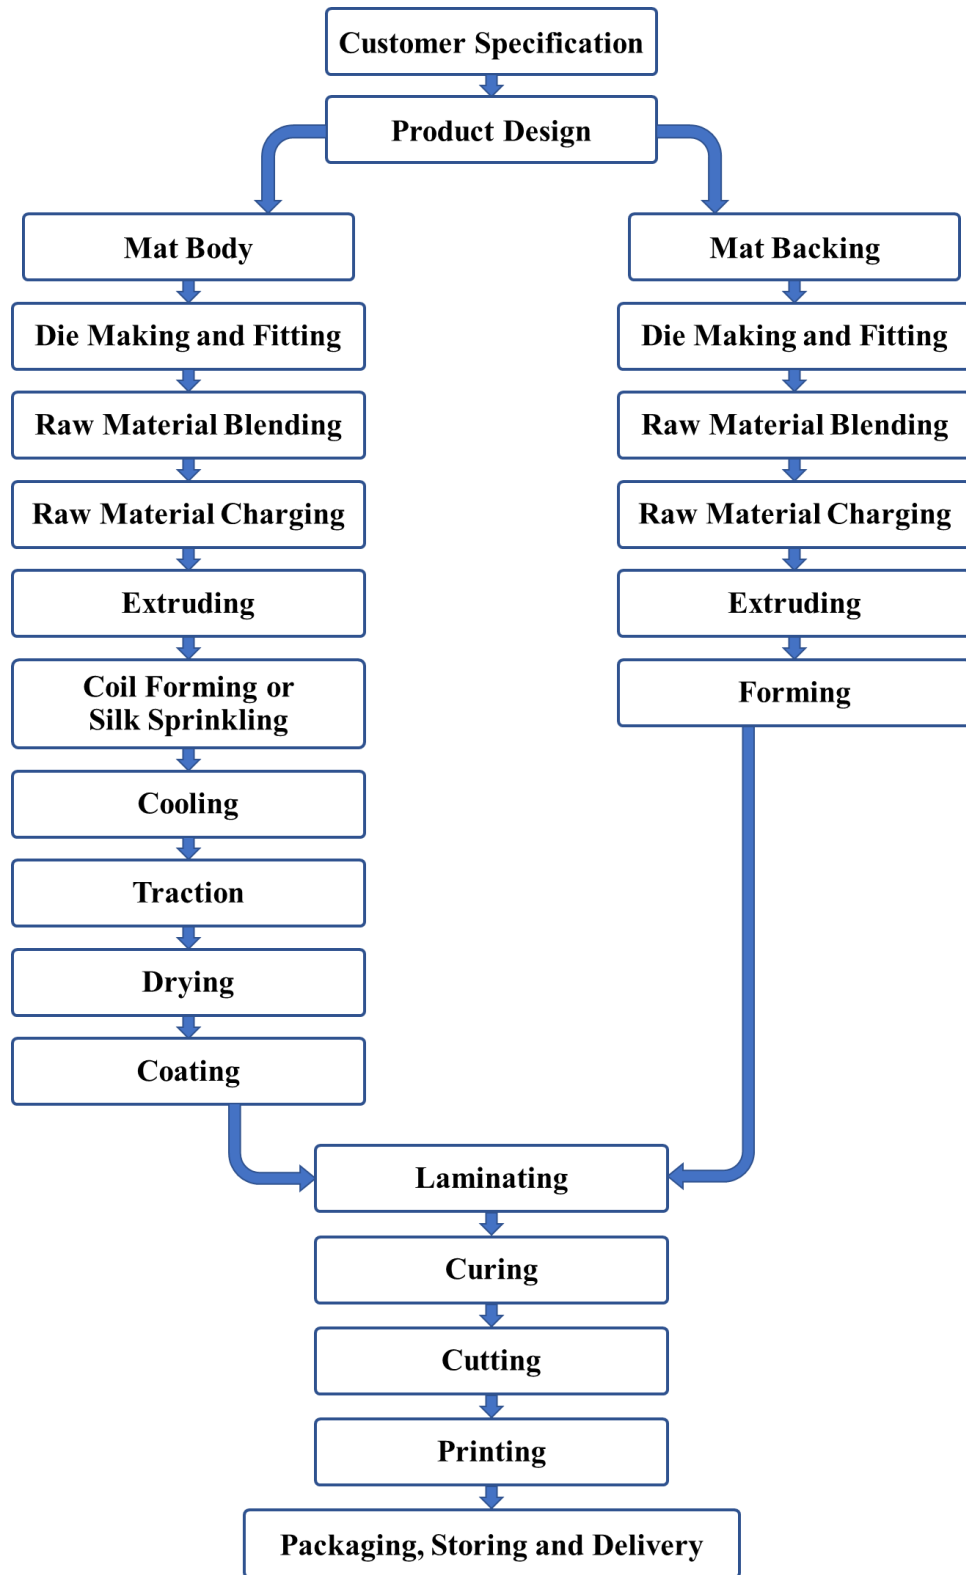 Customer Specification
Product Design
Mat Body
Die Making and Fitting
Raw Material Blending
Raw Material Charging
Extruding
Coil Forming or
Silk Sprinkling
Cooling
Traction
Drying
Coating
Mat Backing
Die Making and Fitting
Raw Material Blending
Raw Material Charging
Extruding
Forming
Laminating
Curing
Cutting
Printing
Packaging, Storing and Delivery